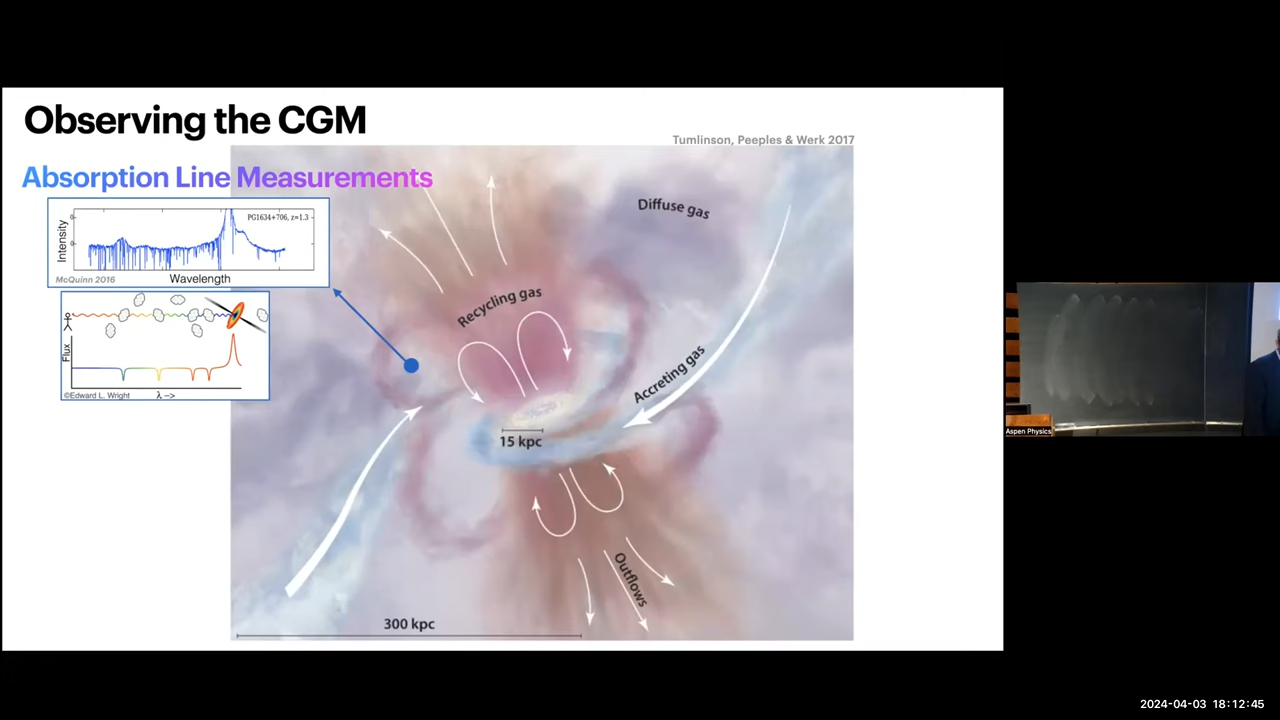 Observing the CGM
Tumlinson, Peeples & Werk 2017
Absorption Line Measurements
Intensity
PG1634+706, z=1.3
McQuinn 2016
Wavelength
Flux
©Edward L. Wright
λ –>
Diffuse gas
Recycling gas
Accreting gas
15 kpc
Outflows
300 kpc
Aspen Physics
2024-04-03 18:12:45